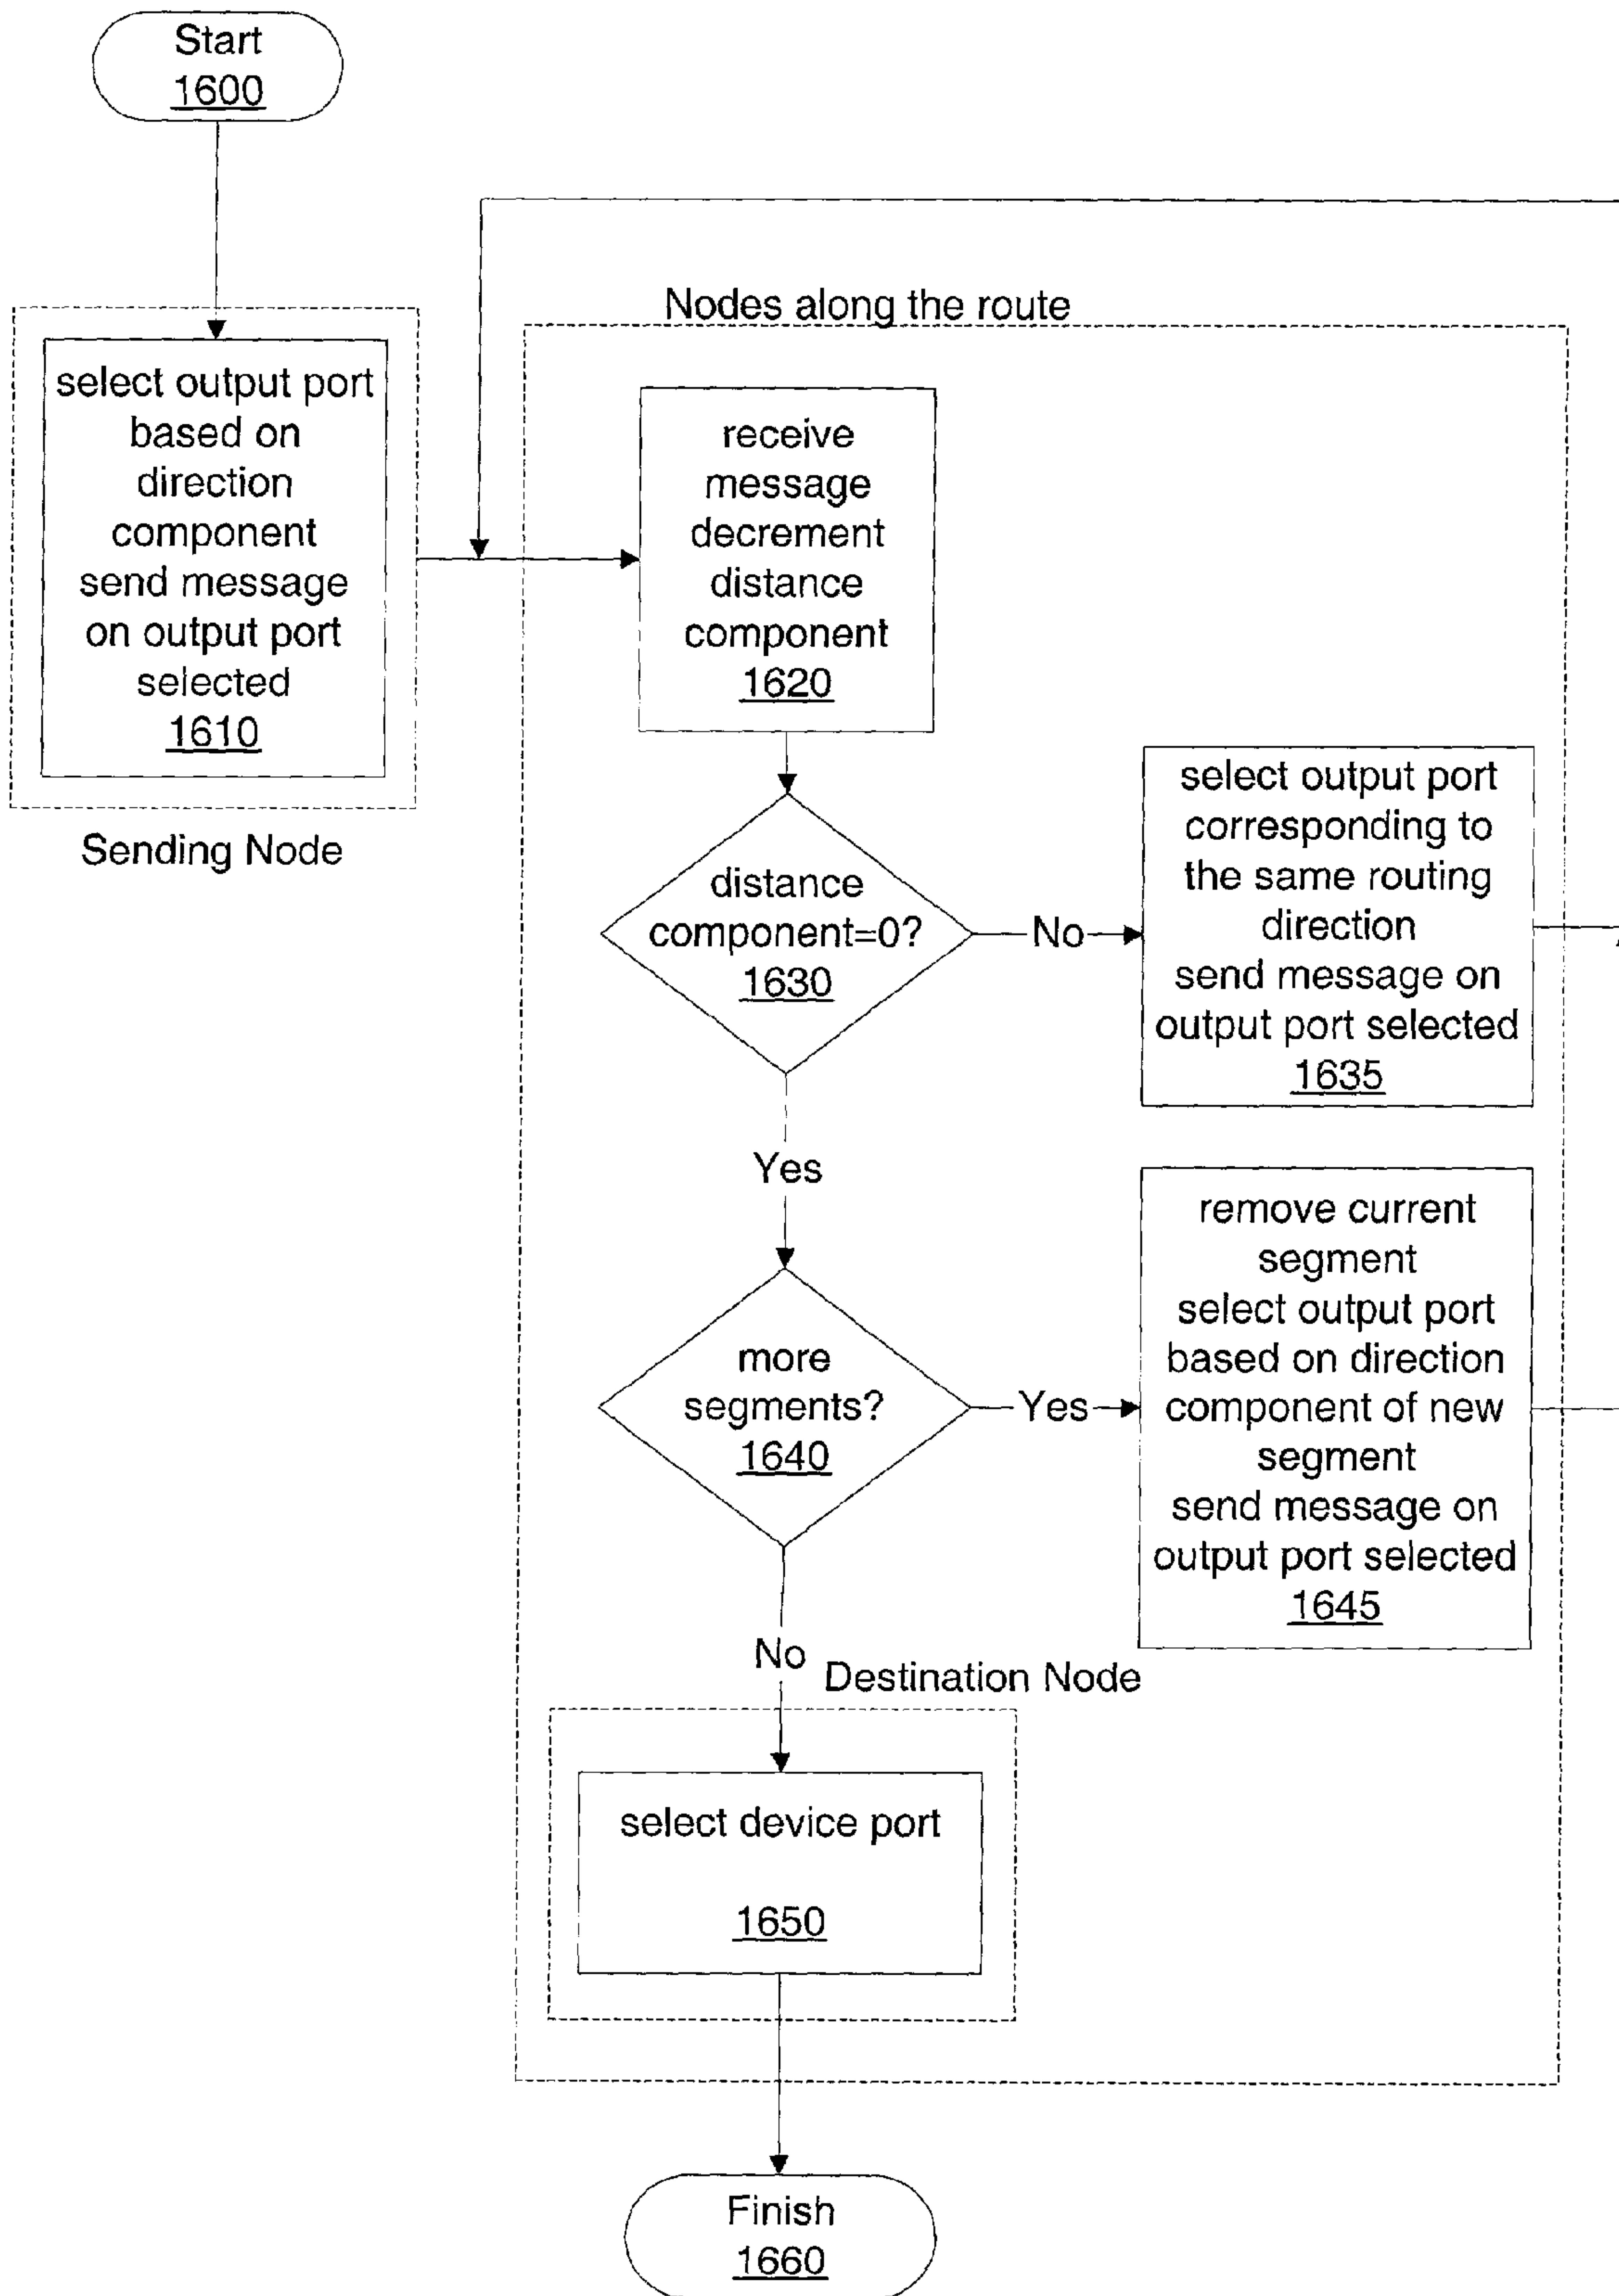 Start
1600
Nodes along the route
select output port
based on
direction
component
send message
on output port
selected
1610
Sending Node
receive
message
decrement
distance
component
1620
distance
component=0?
1630
No
select output port
corresponding to
the same routing
direction
send message on
output port selected
1635
Yes
more
segments?
1640
Yes
remove current
segment
select output port
based on direction
component of new
segment
send message on
output port selected
1645
No
Destination Node
select device port
1650
Finish
1660